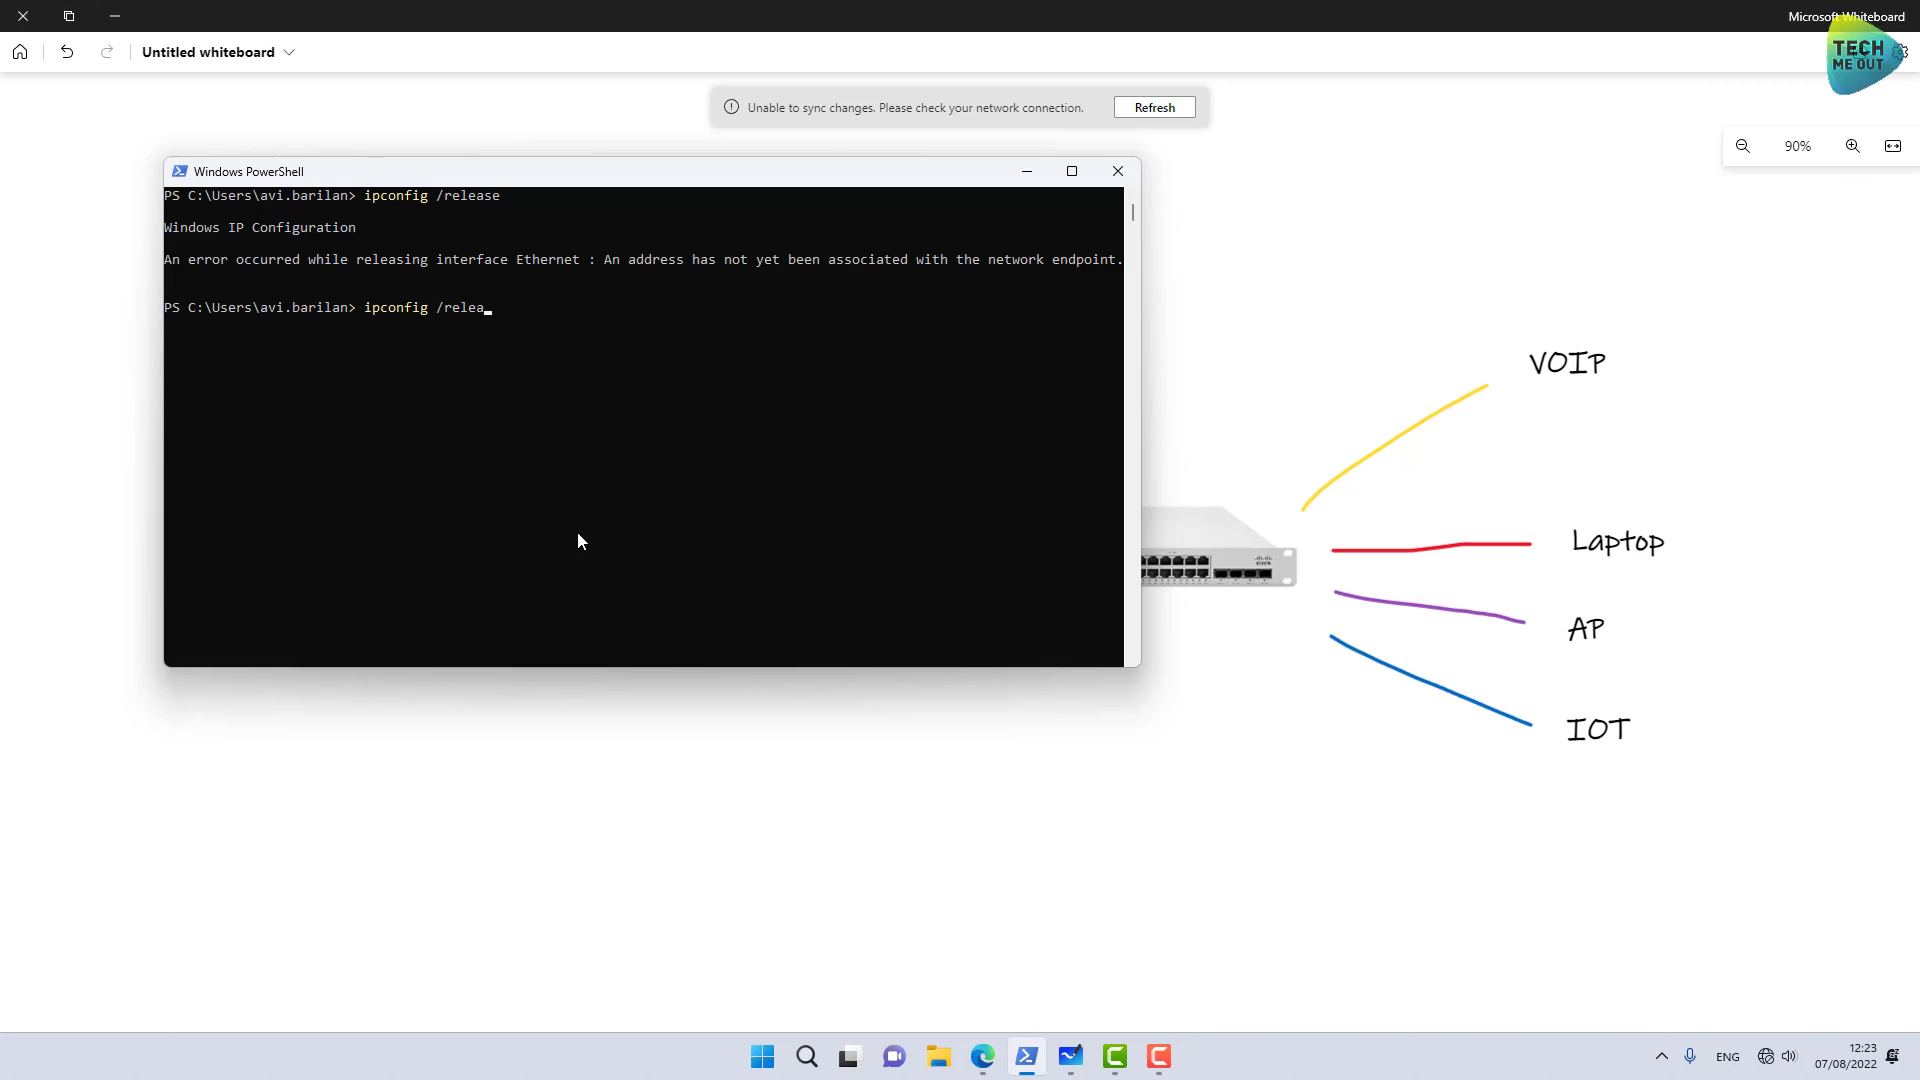 Microsoft Whiteboard
Untitled whiteboard
TECH
ME OUT
Unable to sync changes. Please check your network connection.
Refresh
90%
Windows PowerShell
PS C:\Users\avi.barilan> ipconfig /release
Windows IP Configuration
An error occurred while releasing interface Ethernet : An address has not yet been associated with the network endpoint.
PS C:\Users\avi.barilan> ipconfig /relea
VOIP
Laptop
AP
IOT
ENG
12:23
07/08/2022